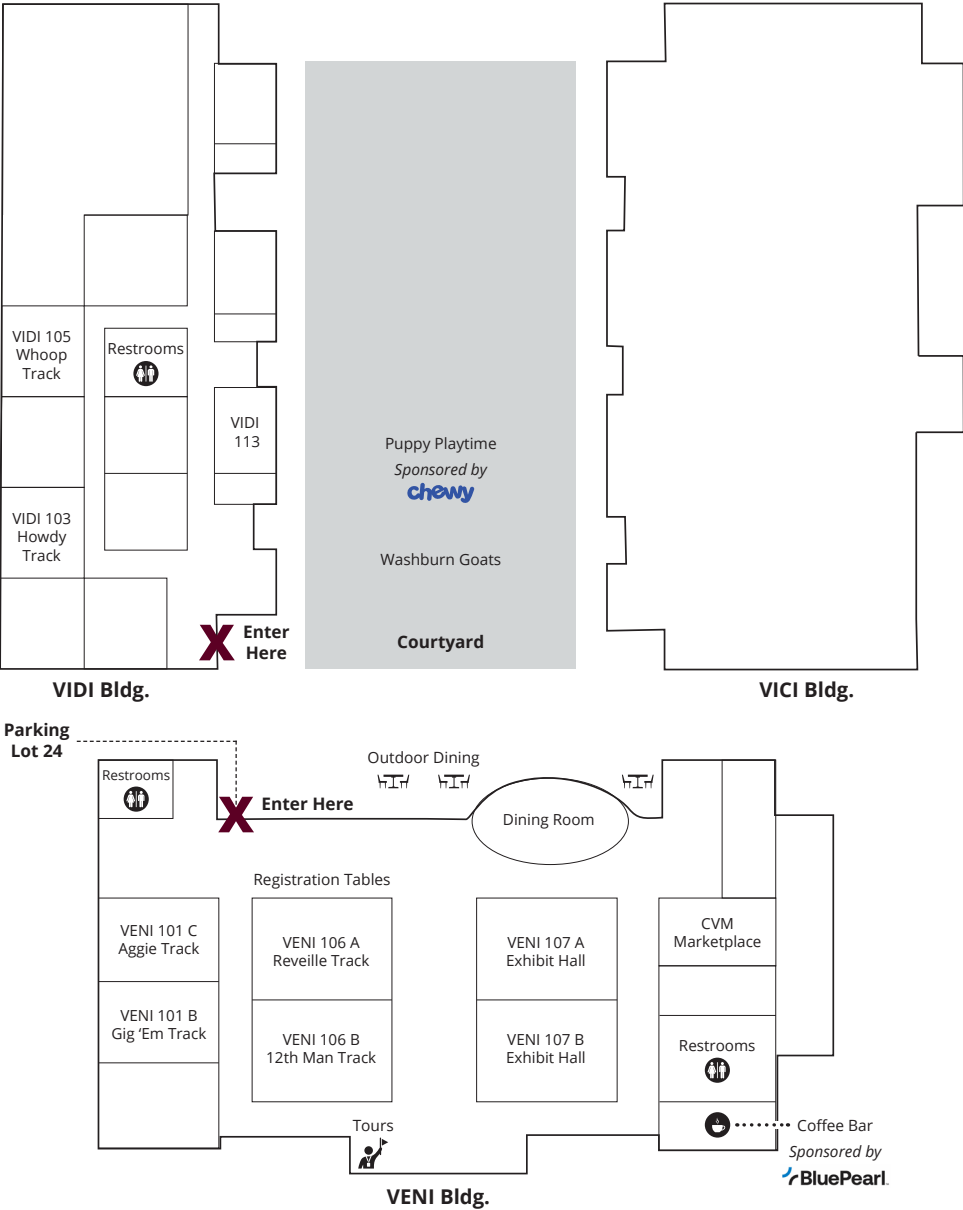 VIDI 105
Whoop
Track
Restrooms
VIDI
113
VIDI 103
Howdy
Track
Enter
Here
VIDI Bldg.
Puppy Playtime
Sponsored by
chewy
Washburn Goats
Courtyard
VICI Bldg.
Parking
Lot 24
Restrooms
Enter Here
Outdoor Dining
Dining Room
Registration Tables
VENI 101 C
Aggie Track
VENI 106 A
Reveille Track
VENI 107 A
Exhibit Hall
CVM
Marketplace
VENI 101 B
Gig ‘Em Track
VENI 106 B
12th Man Track
VENI 107 B
Exhibit Hall
Restrooms
Tours
Coffee Bar
Sponsored by
BluePearl.
VENI Bldg.